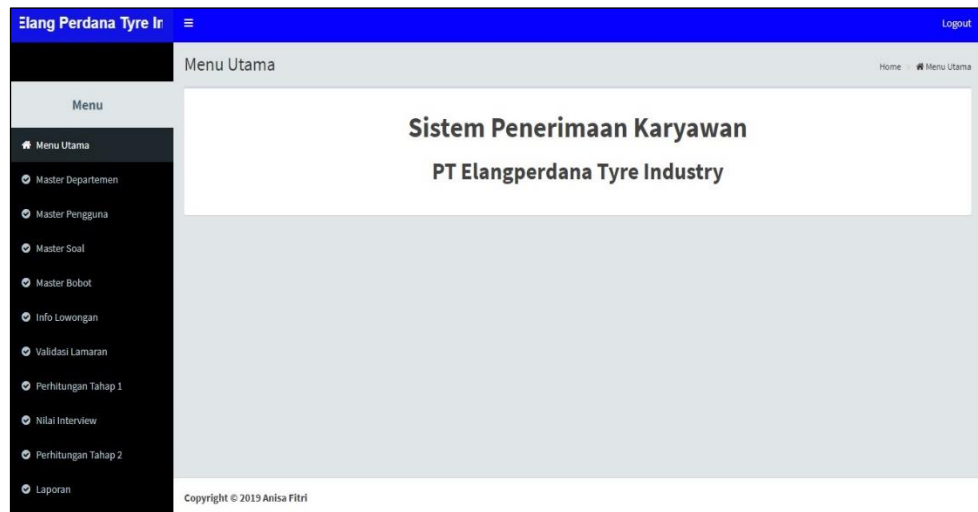 Elang Perdana Tyre In
Logout
Menu Utama
Home
Menu Utama
Menu
Menu Utama
Master Departemen
Master Pengguna
Master Soal
Master Bobot
Info Lowongan
Validasi Lamaran
Perhitungan Tahap 1
Nilai Interview
Perhitungan Tahap 2
Laporan
Sistem Penerimaan Karyawan
PT Elangperdana Tyre Industry
Copyright © 2019 Anisa Fitri